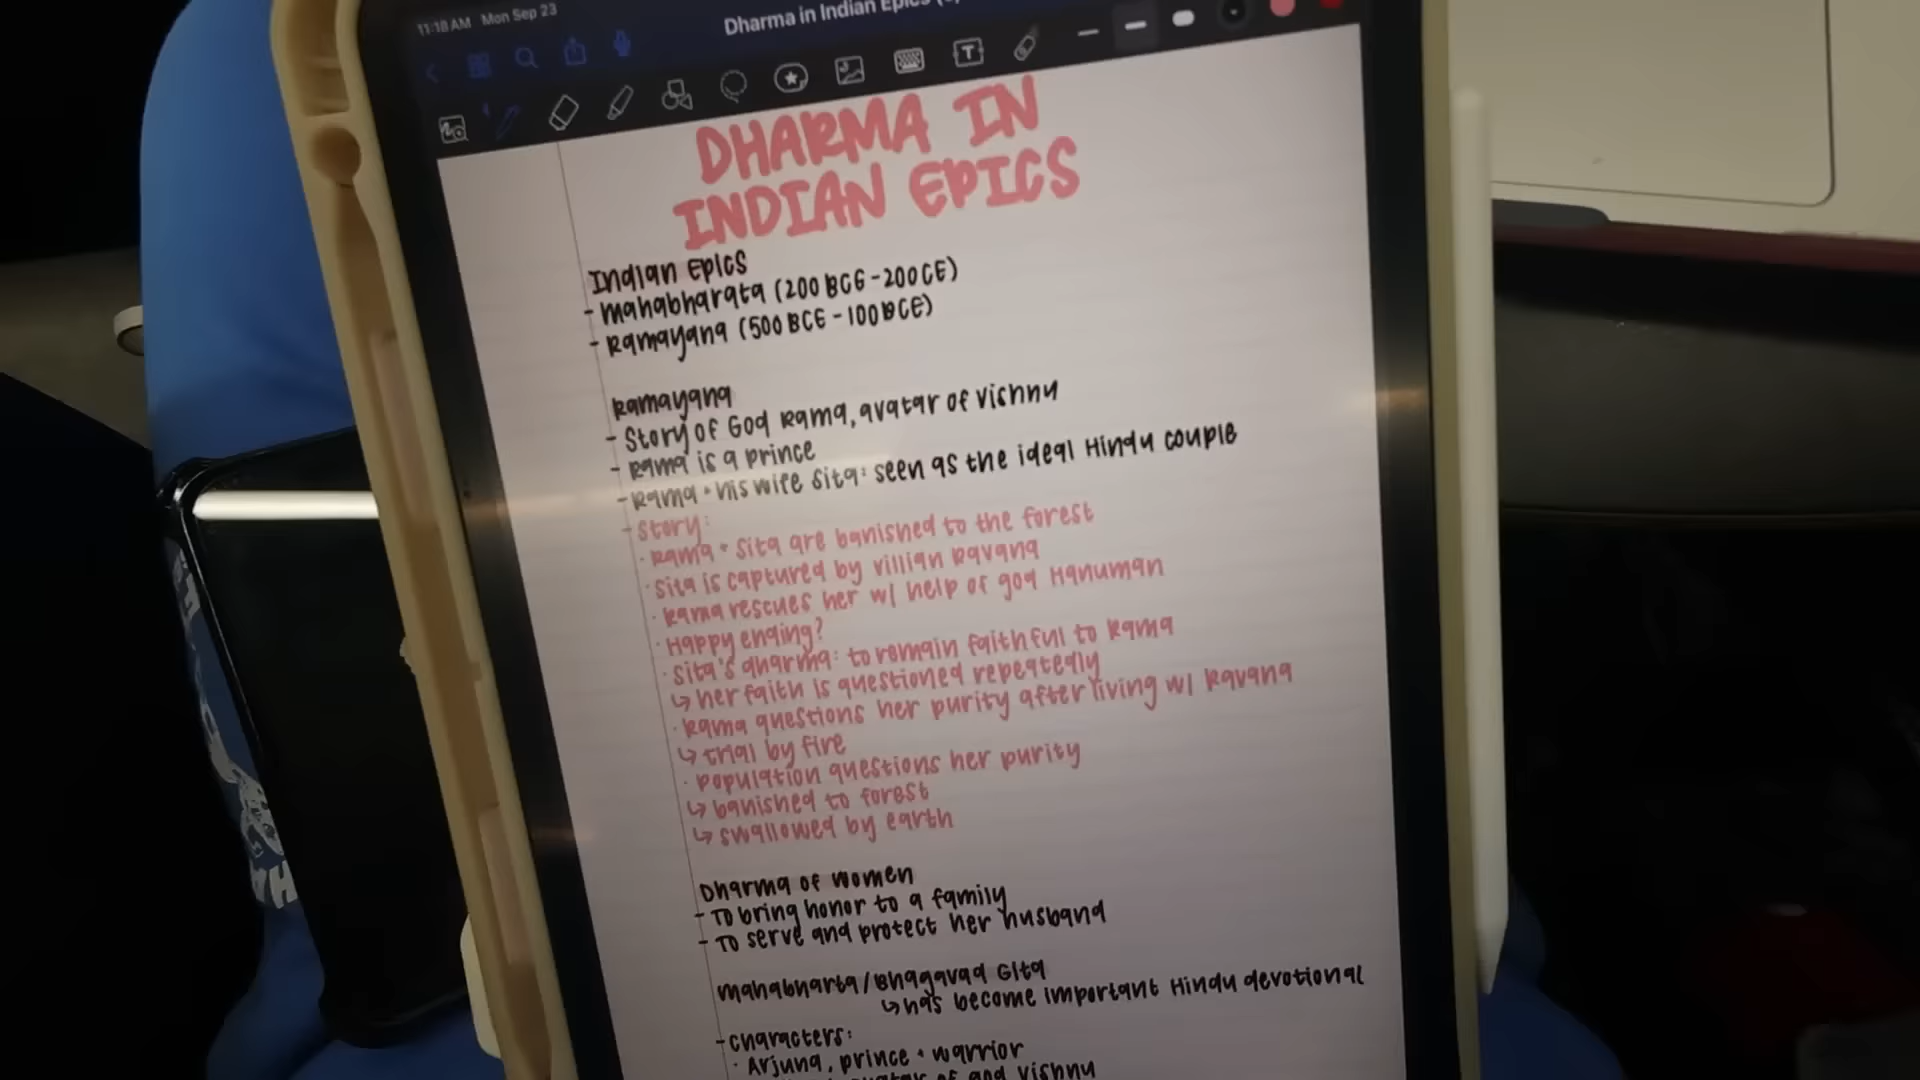 11:18 AM Mon Sep 23
Dharma in Indian Epics
DHARMA IN
INDIAN EPICS
Indian Epics
- Mahabharata (200 BCE - 200 CE)
- Ramayana (500 BCE - 100 BCE)
Ramayana
- Story of God Rama, avatar of Vishnu
- Rama is a prince
- Rama + his wife Sita: seen as the ideal Hindu couple
- Story:
· Rama + Sita are banished to the forest
· Sita is captured by villian Ravana
· Rama rescues her w/ help of god Hanuman
· Happy ending?
· Sita's dharma: to remain faithful to Rama
↳ her faith is questioned repeatedly
· Rama questions her purity after living w/ Ravana
↳ trial by fire
· Population questions her purity
↳ banished to forest
↳ swallowed by earth
Dharma of Women
- To bring honor to a family
- To serve and protect her husband
Mahabharta/Bhagavad Gita
↳ has become important Hindu devotional
- Characters:
· Arjuna, prince + warrior
avatar of god Vishnu